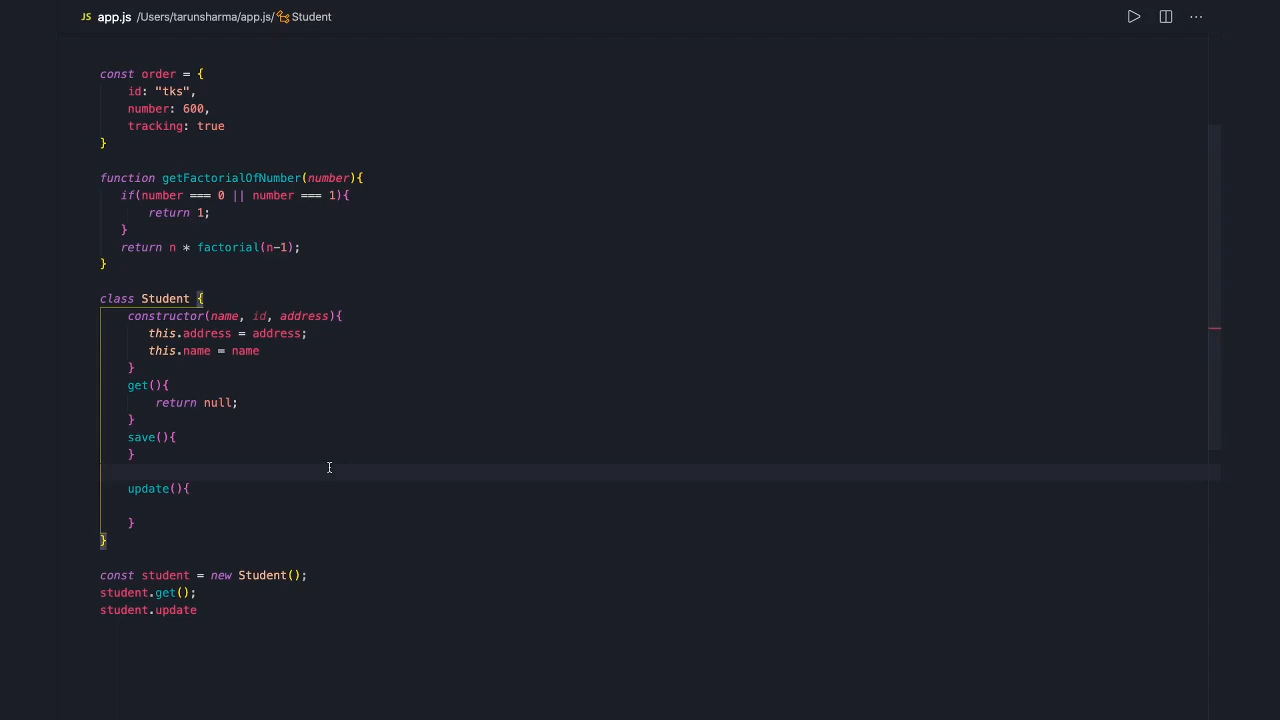 JS app.js /Users/tarunsharma/app.js/ Student
const order = {
id: "tks",
number: 600,
tracking: true
}
function getFactorialOfNumber(number){
if(number === 0 || number === 1){
return 1;
}
return n * factorial(n-1);
}
class Student {
constructor(name, id, address){
this.address = address;
this.name = name
}
get(){
return null;
}
save(){
}
update(){
}
}
const student = new Student();
student.get();
student.update